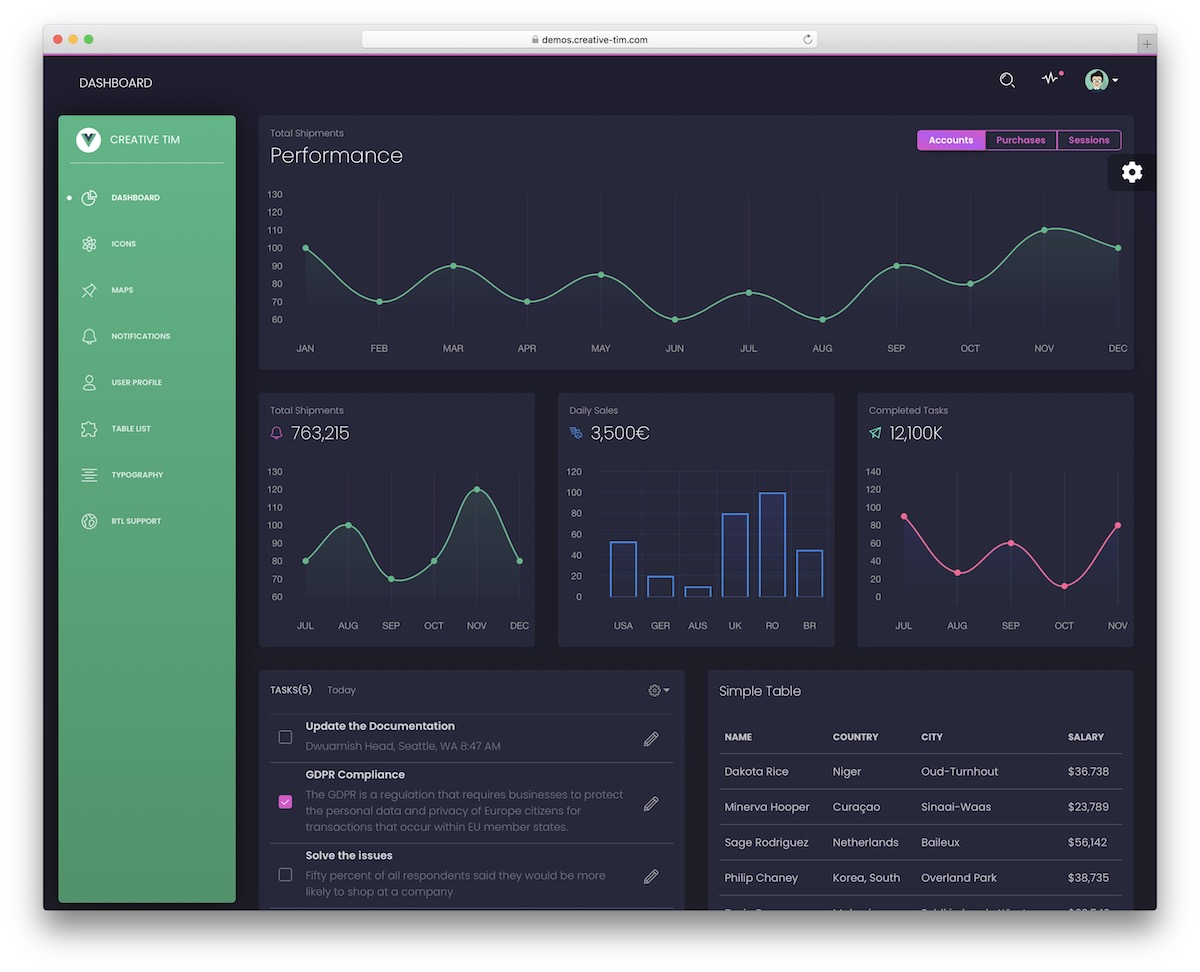 demos.creative-tim.com
DASHBOARD
CREATIVE TIM
DASHBOARD
ICONS
MAPS
NOTIFICATIONS
USER PROFILE
TABLE LIST
TYPOGRAPHY
RTL SUPPORT
Total Shipments
Performance
Accounts Purchases Sessions
130
120
110
100
90
80
70
60
JAN FEB MAR APR MAY JUN JUL AUG SEP OCT NOV DEC
Total Shipments
763,215
130
120
110
100
90
80
70
60
JUL AUG SEP OCT NOV DEC
Daily Sales
3,500€
120
100
80
60
40
20
0
USA GER AUS UK RO BR
Completed Tasks
12,100K
140
120
100
80
60
40
20
0
JUL AUG SEP OCT NOV
TASKS(5) Today
Update the Documentation
Dwuamish Head, Seattle, WA 8:47 AM
GDPR Compliance
The GDPR is a regulation that requires businesses to protect
the personal data and privacy of Europe citizens for
transactions that occur within EU member states.
Solve the issues
Fifty percent of all respondents said they would be more
likely to shop at a company
Simple Table
NAME COUNTRY CITY SALARY
Dakota Rice Niger Oud-Turnhout $36.738
Minerva Hooper Curaçao Sinaai-Waas $23,789
Sage Rodriguez Netherlands Baileux $56,142
Philip Chaney Korea, South Overland Park $38,735